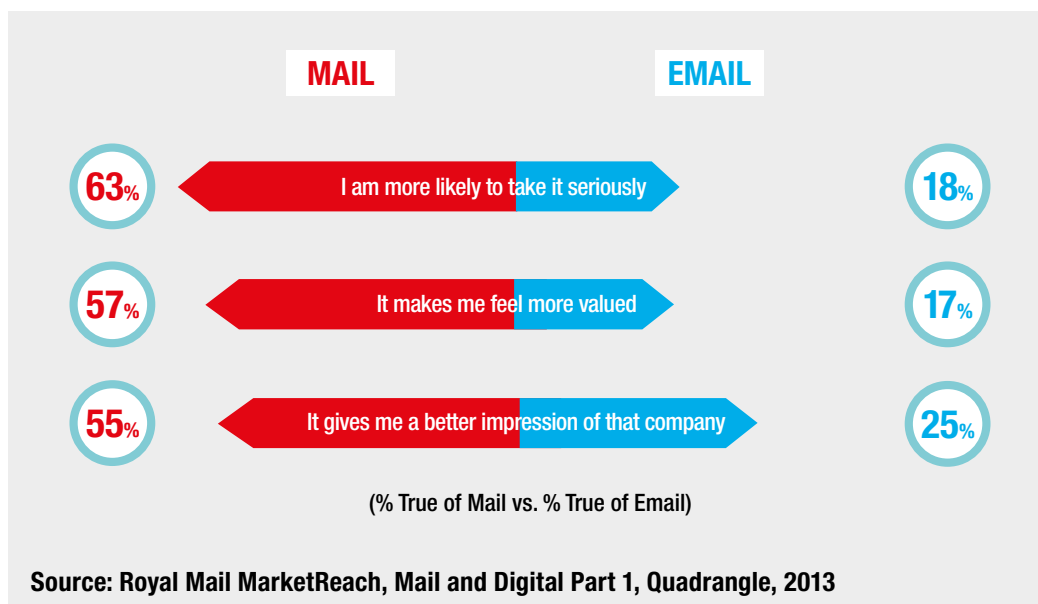 MAIL EMAIL
63% I am more likely to take it seriously 18%
57% It makes me feel more valued 17%
55% It gives me a better impression of that company 25%
(% True of Mail vs. % True of Email)
Source: Royal Mail MarketReach, Mail and Digital Part 1, Quadrangle, 2013